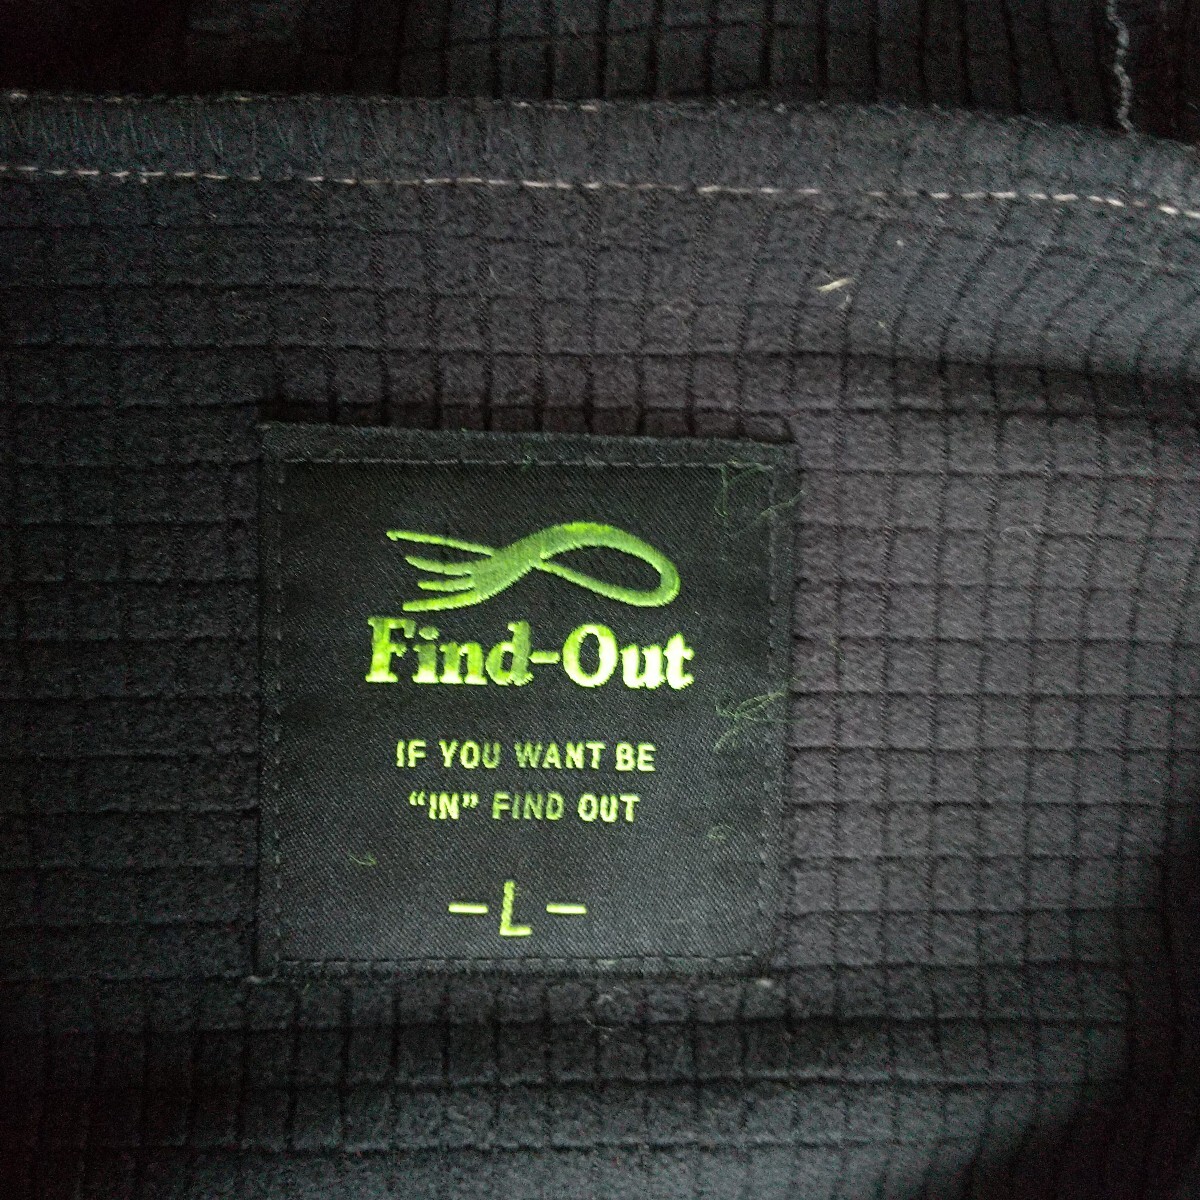 Find-Out
IF YOU WANT BE
“IN” FIND OUT
-L-